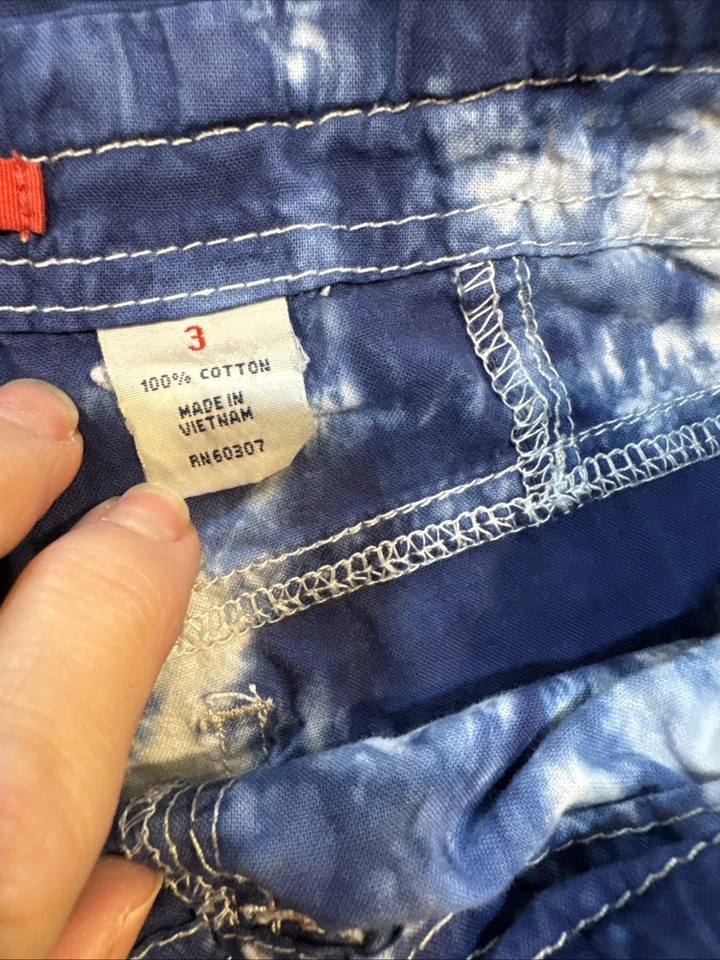 3
100% COTTON
MADE IN
VIETNAM
RN60307